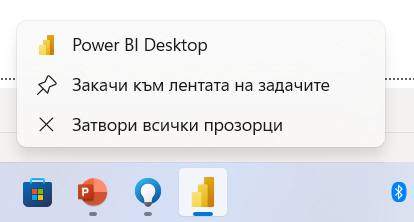 Power BI Desktop
Закачи към лентата на задачите
Затвори всички прозорци
P